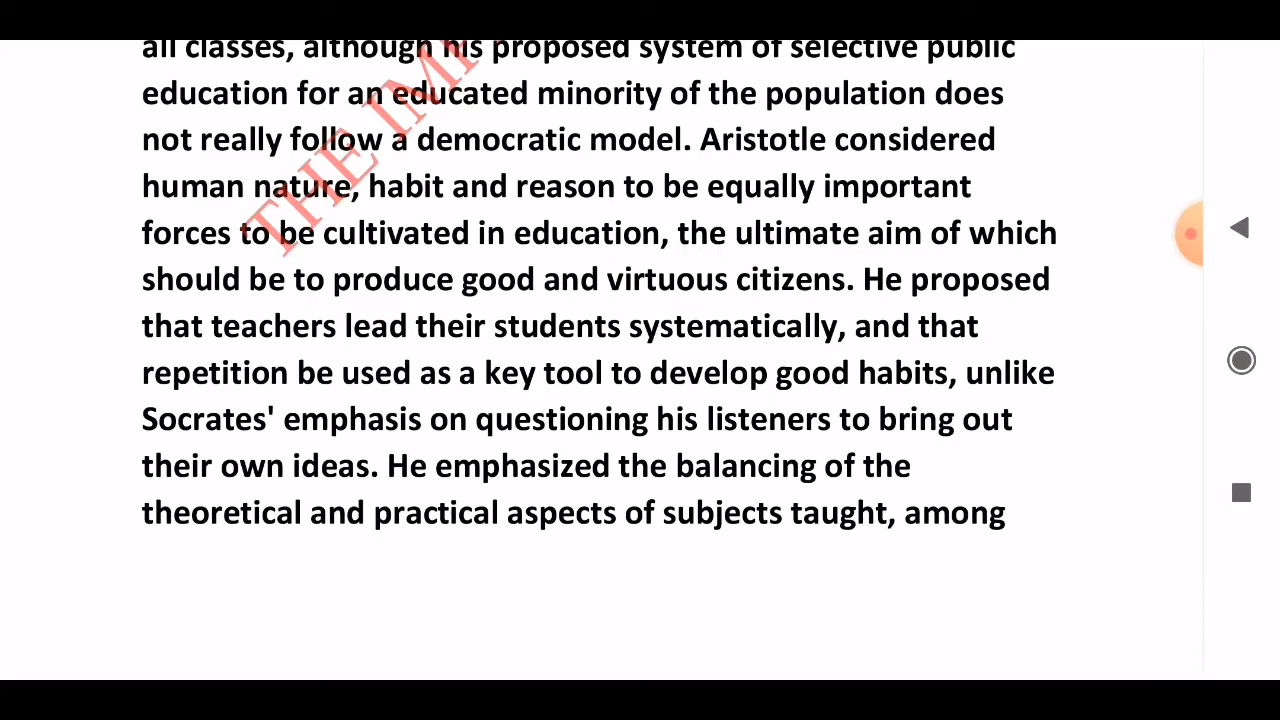 all classes, although his proposed system of selective public
education for an educated minority of the population does
not really follow a democratic model. Aristotle considered
human nature, habit and reason to be equally important
forces to be cultivated in education, the ultimate aim of which
should be to produce good and virtuous citizens. He proposed
that teachers lead their students systematically, and that
repetition be used as a key tool to develop good habits, unlike
Socrates' emphasis on questioning his listeners to bring out
their own ideas. He emphasized the balancing of the
theoretical and practical aspects of subjects taught, among
THE